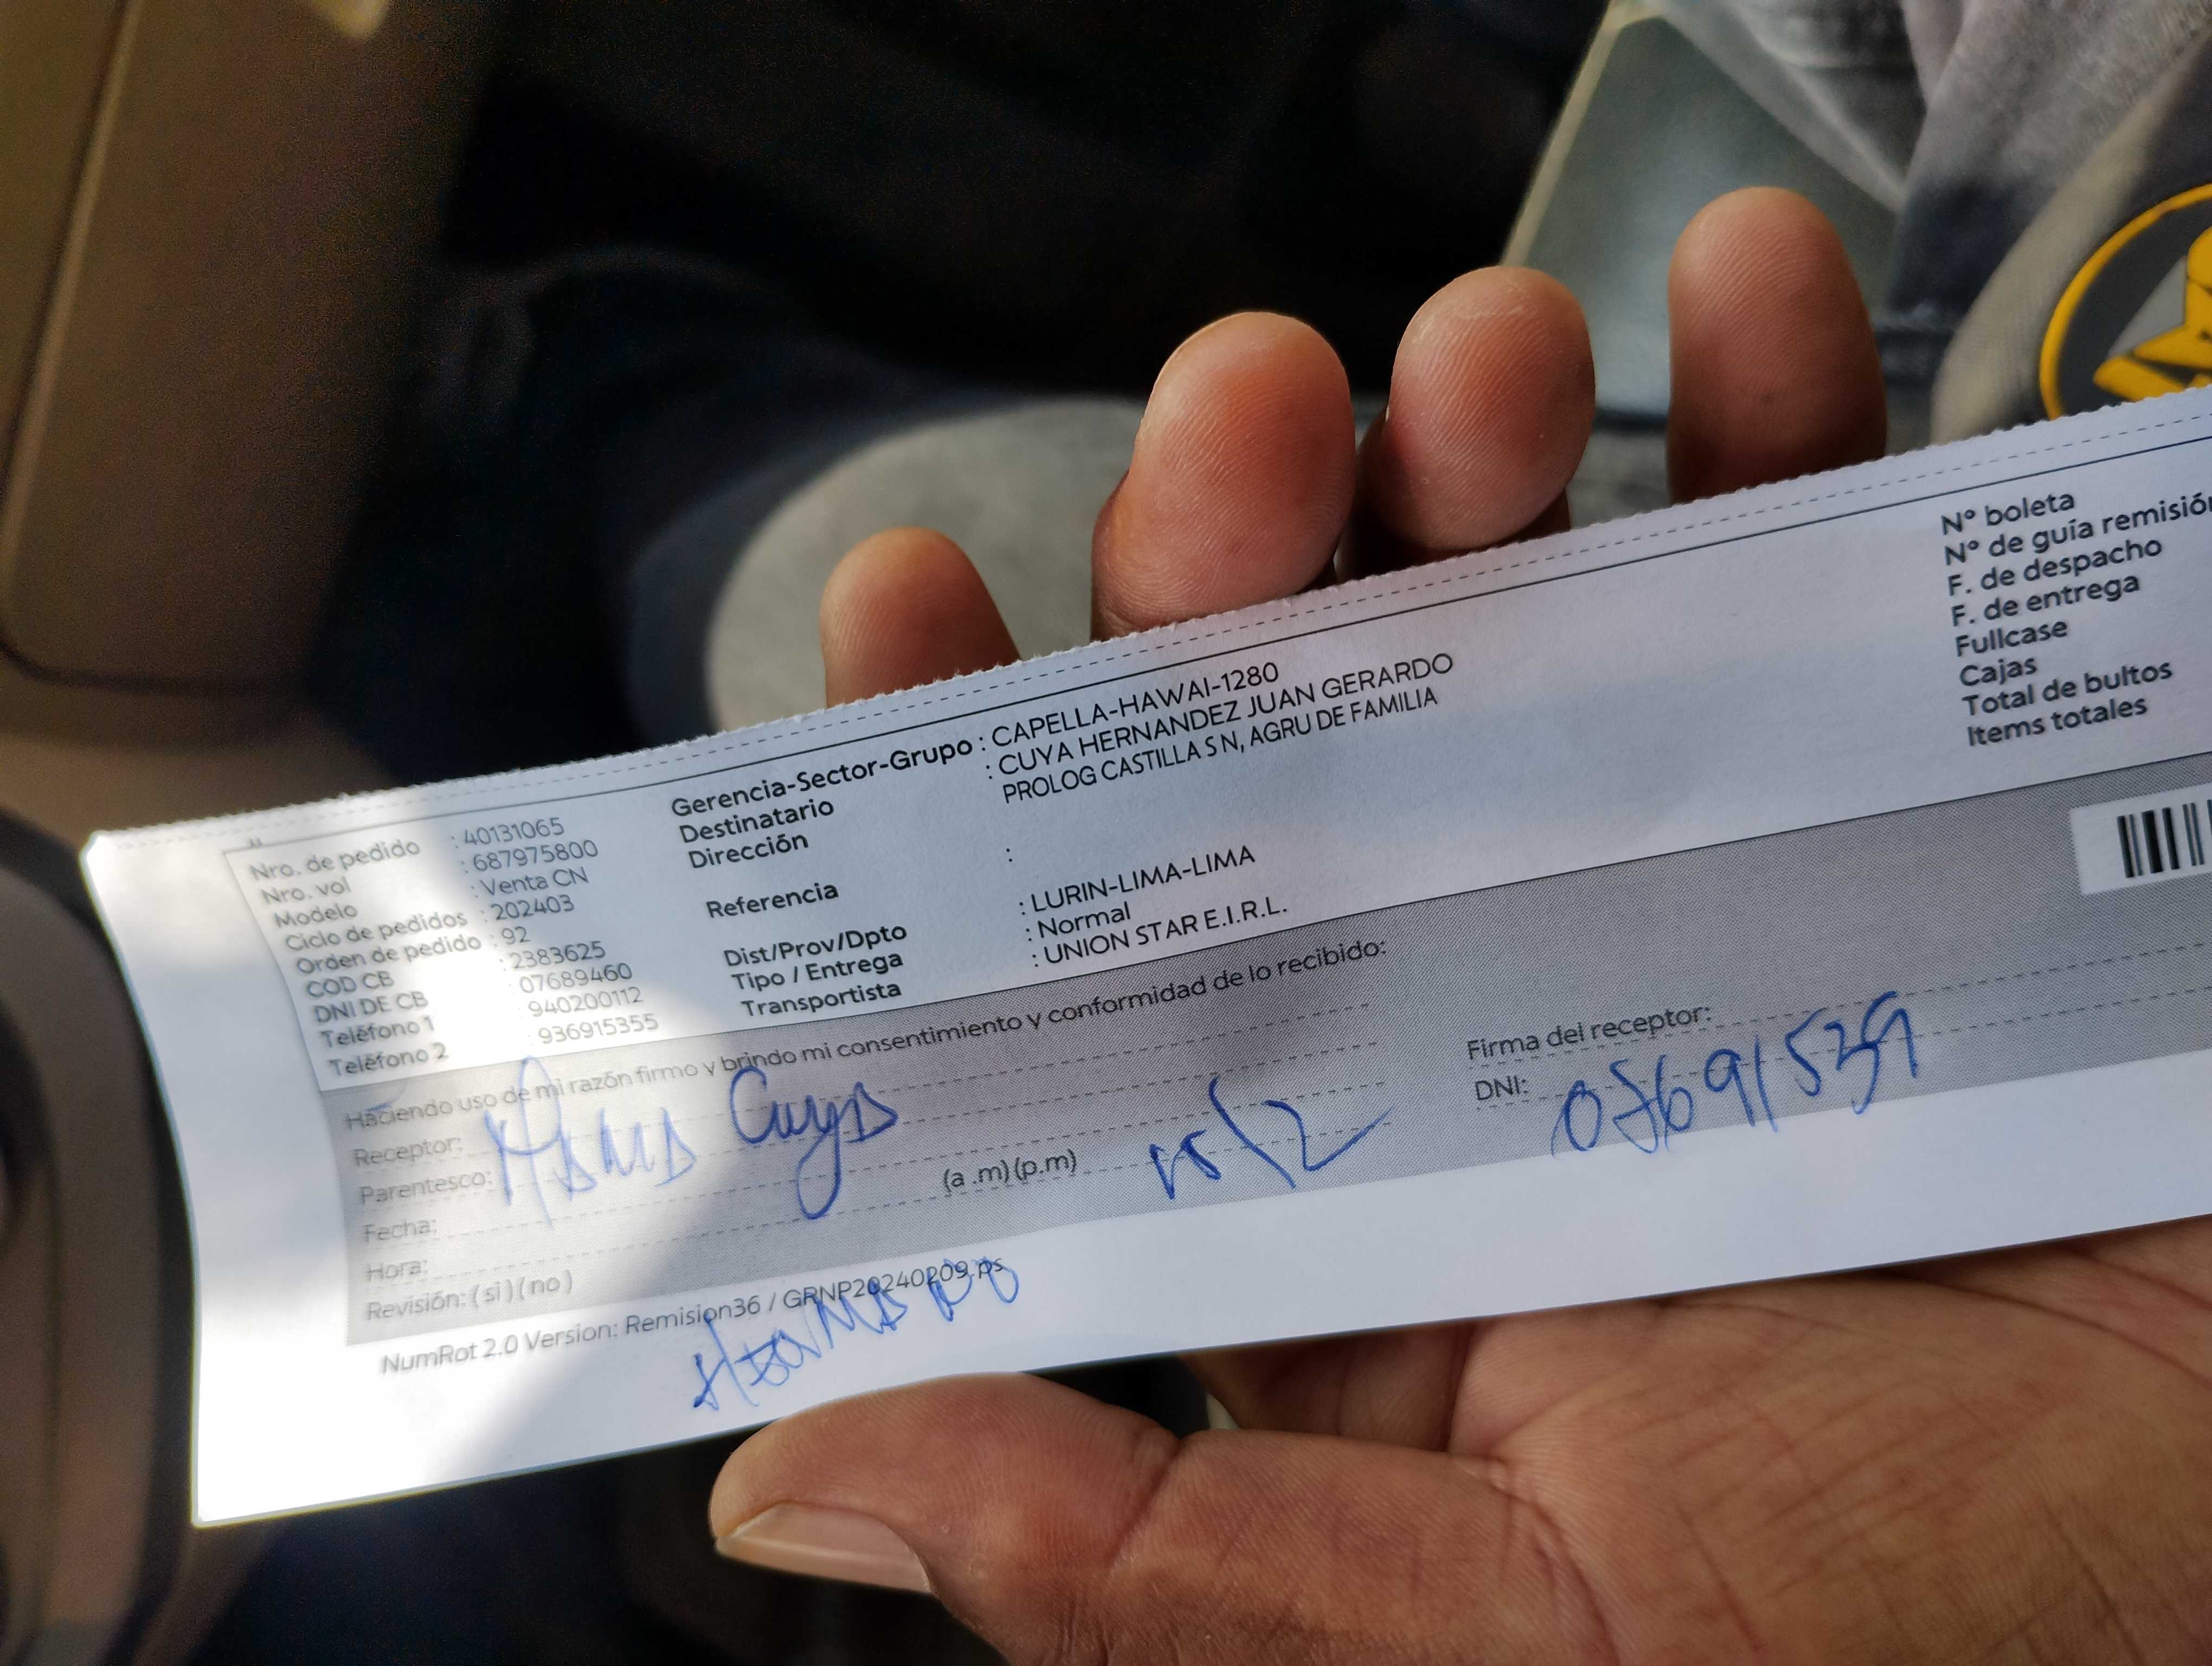 Nro. de pedido : 40131065
Nro. vol : 687975800
Modelo : Venta CN
Ciclo de pedidos : 202403
Orden de pedido : 92
COD CB : 2383625
DNI DE CB : 07689460
Teléfono 1 : 940200112
Teléfono 2 : 936915355
Gerencia-Sector-Grupo : CAPELLA-HAWAI-1280
Destinatario : CUYA HERNANDEZ JUAN GERARDO
Dirección PROLOG CASTILLA S N, AGRU DE FAMILIA
Referencia :
Dist/Prov/Dpto : LURIN-LIMA-LIMA
Tipo / Entrega : Normal
Transportista : UNION STAR E.I.R.L.
N° boleta
N° de guía remisión
F. de despacho
F. de entrega
Fullcase
Cajas
Total de bultos
Items totales
Haciendo uso de mi razón firmo y brindo mi consentimiento y conformidad de lo recibido:
Receptor: Cuya
Parentesco:
Fecha:
Hora: (a .m) (p.m)
Revisión: ( si ) ( no )
Firma del receptor:
DNI:
NumRot 2.0 Version: Remision36 / GRNP20240209.ps